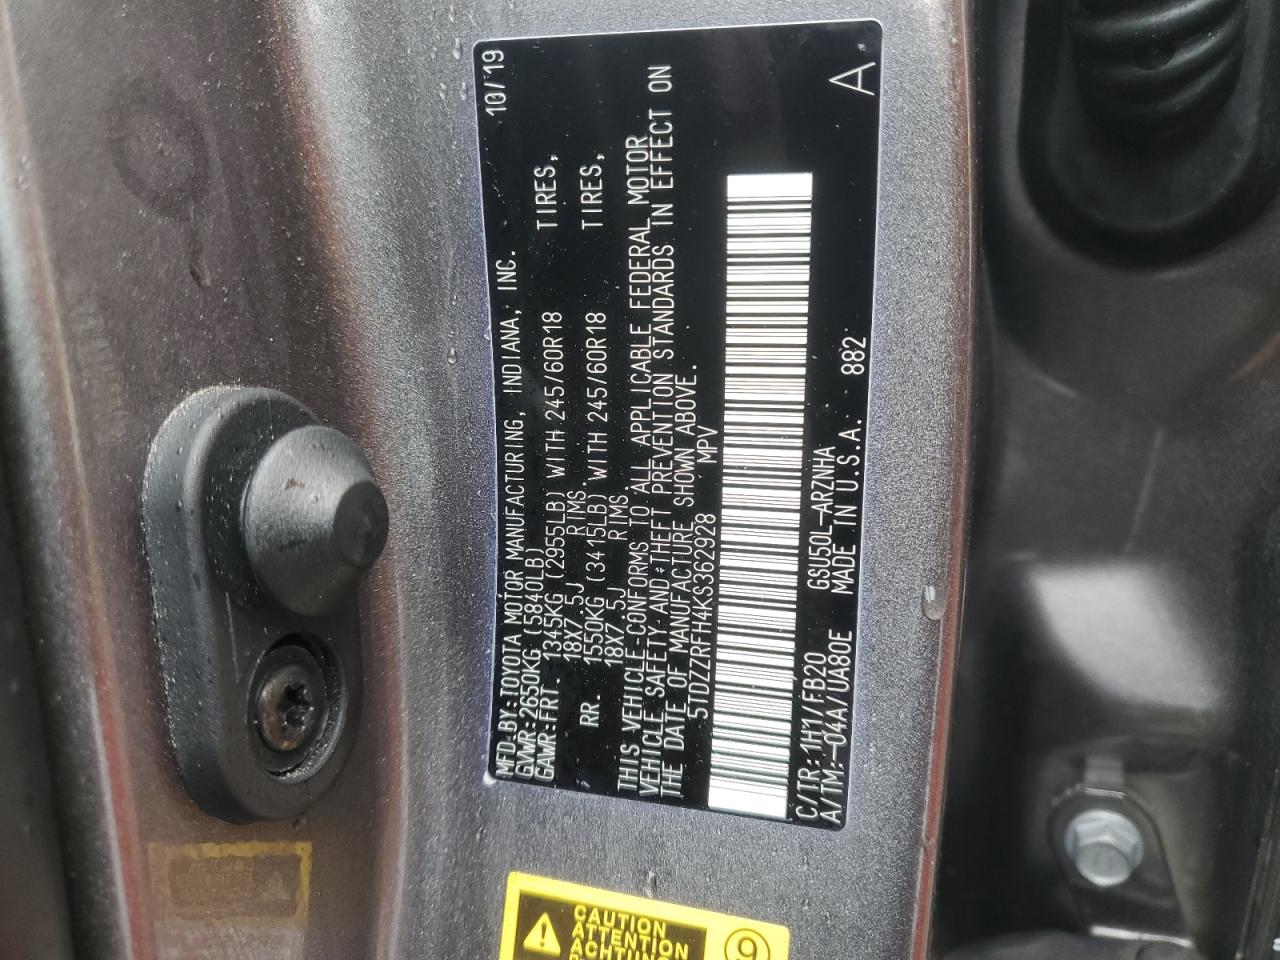 MFD.BY:TOYOTA MOTOR MANUFACTURING, INDIANA, INC. 10/19
GVWR:2650KG (5840LB)
GAWR:FRT. 1345KG (2955LB) WITH 245/60R18 TIRES,
18X7.5J RIMS.
RR. 1550KG (3415LB) WITH 245/60R18 TIRES,
18X7.5J RIMS.
THIS VEHICLE CONFORMS TO ALL APPLICABLE FEDERAL MOTOR
VEHICLE SAFETY AND THEFT PREVENTION STANDARDS IN EFFECT ON
THE DATE OF MANUFACTURE SHOWN ABOVE.
5TDZZRFH4KS362928 MPV
C/TR:1H1/FB20 GSU50L-ARZNHA
A/TM:-04A/UA80E MADE IN U.S.A. 882 A
CAUTION 9
ATTENTION
ACHTUNG